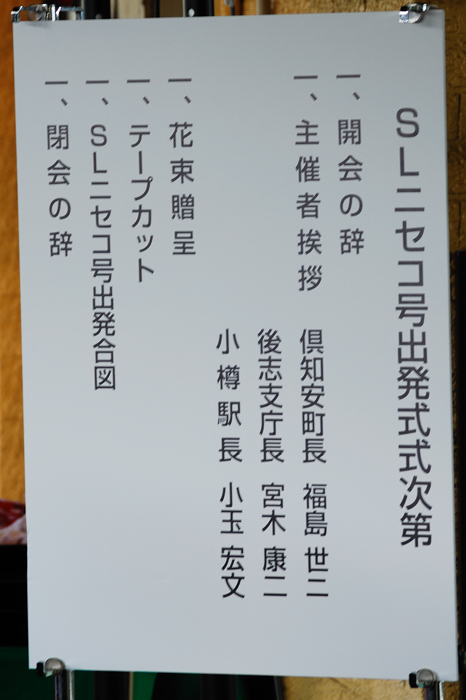 SLニセコ号出発式式次第
一、開会の辞
一、主催者挨拶　倶知安町長　福島　世二
後志支庁長　宮木　康二
小樽駅長　小玉　宏文
一、花束贈呈
一、テープカット
一、SLニセコ号出発合図
一、閉会の辞